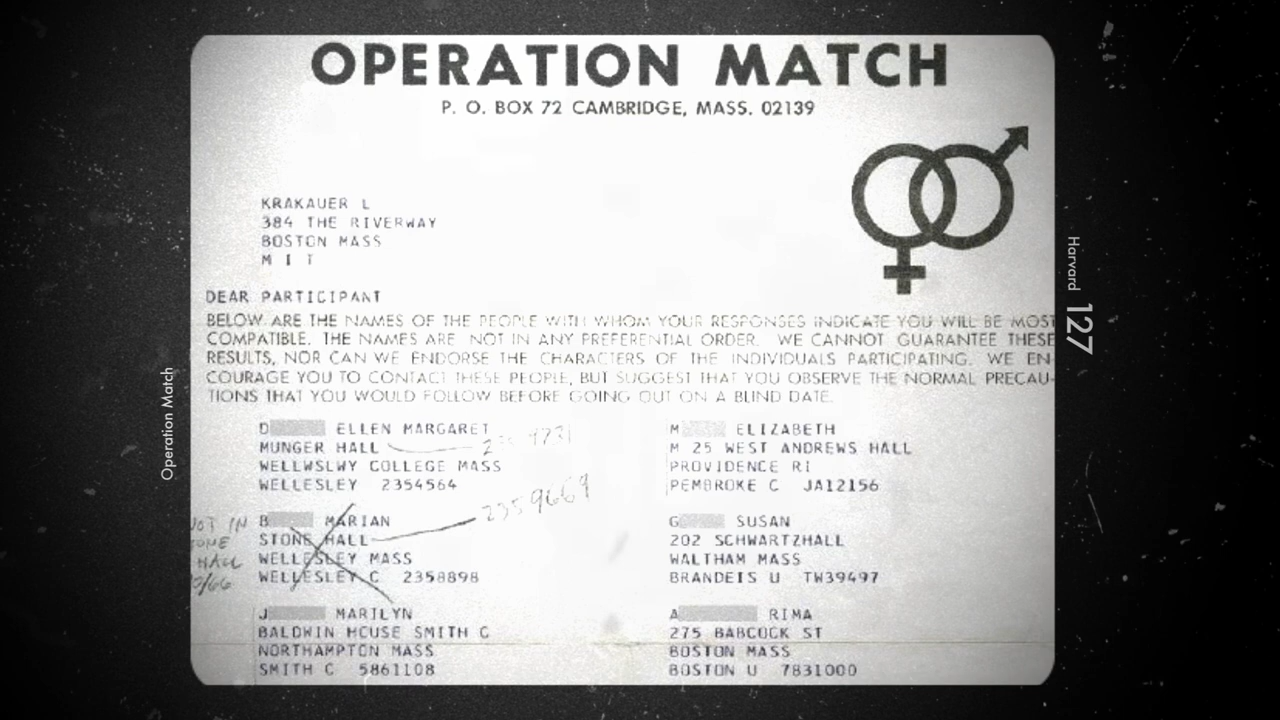 OPERATION MATCH
P. O. BOX 72 CAMBRIDGE, MASS. 02139
KRAKAUER L
384 THE RIVERWAY
BOSTON MASS
M I T
DEAR PARTICIPANT
BELOW ARE THE NAMES OF THE PEOPLE WITH WHOM YOUR RESPONSES INDICATE YOU WILL BE MOST
COMPATIBLE. THE NAMES ARE NOT IN ANY PREFERENTIAL ORDER. WE CANNOT GUARANTEE THESE
RESULTS, NOR CAN WE ENDORSE THE CHARACTERS OF THE INDIVIDUALS PARTICIPATING. WE EN-
COURAGE YOU TO CONTACT THESE PEOPLE, BUT SUGGEST THAT YOU OBSERVE THE NORMAL PRECAU-
TIONS THAT YOU WOULD FOLLOW BEFORE GOING OUT ON A BLIND DATE.
D ELLEN MARGARET
MUNGER HALL
WELLWSLWY COLLEGE MASS
WELLESLEY 2354564
M ELIZABETH
M 25 WEST ANDREWS HALL
PROVIDENCE RI
PEMBROKE C JA12156
B MARIAN
STONE HALL 2359669
WELLESLEY MASS
WELLESLEY C 2358898
NOT IN
HALL
G SUSAN
202 SCHWARTZHALL
WALTHAM MASS
BRANDEIS U TW39497
J MARILYN
BALDWIN HOUSE SMITH C
NORTHAMPTON MASS
SMITH C 5861108
A RIMA
275 BABCOCK ST
BOSTON MASS
BOSTON U 7831000
Operation Match
Harvard 127